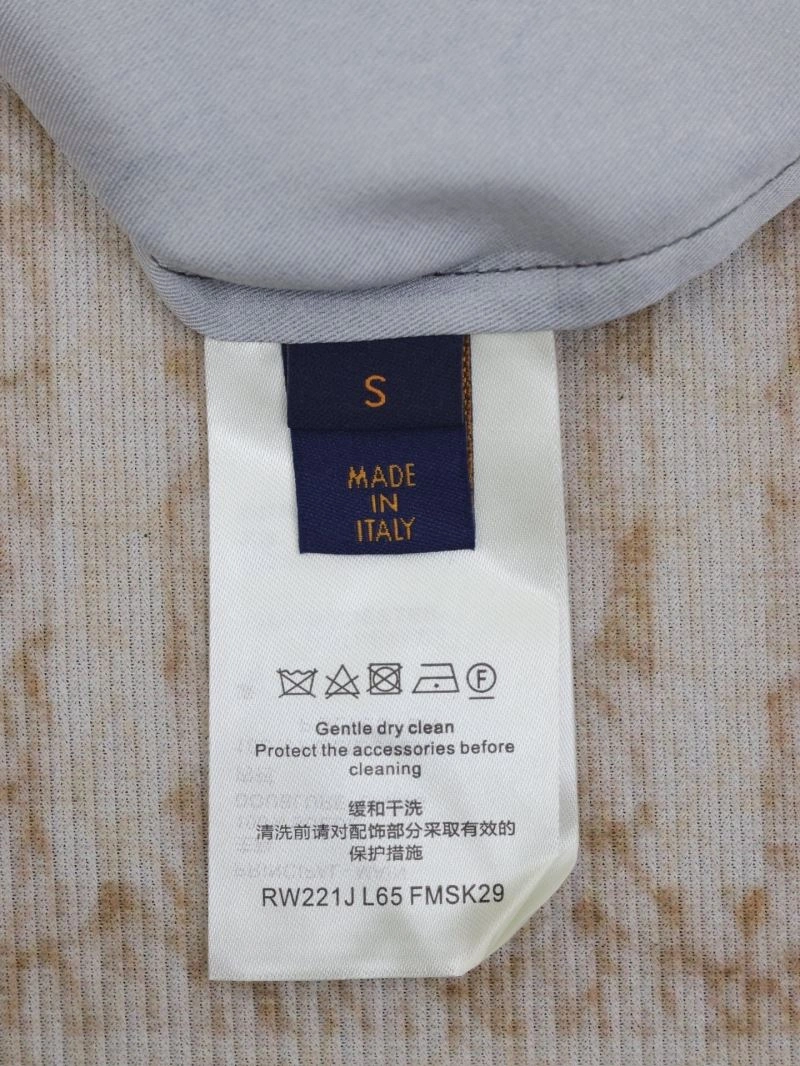 S
MADE
IN
ITALY
F
Gentle dry clean
Protect the accessories before
cleaning
缓和干洗
清洗前请对配饰部分采取有效的
保护措施
RW221J L65 FMSK29